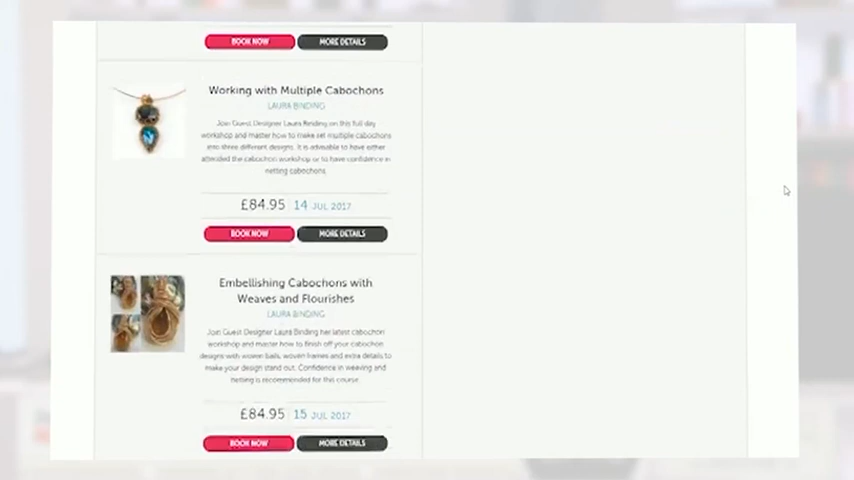 BOOK NOW MORE DETAILS
Working with Multiple Cabochons
LAURA BINDING
Join Guest Designer Laura Binding on this full day
workshop and master how to make set multiple cabochons
into three different designs. It is advisable to have either
attended the cabochon workshop or to have confidence in
netting cabochons.
£84.95 14 JUL 2017
BOOK NOW MORE DETAILS
Embellishing Cabochons with
Weaves and Flourishes
LAURA BINDING
Join Guest Designer Laura Binding her latest cabochon
workshop and master how to finish off your cabochon
designs with woven bails, woven frames and extra details to
make your design stand out. Confidence in weaving and
netting is recommended for this course.
£84.95 15 JUL 2017
BOOK NOW MORE DETAILS